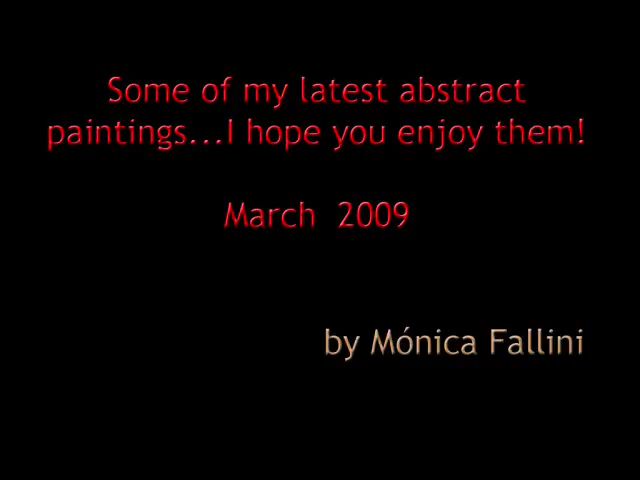 Some of my latest abstract
paintings...I hope you enjoy them!
March 2009
by Mónica Fallini